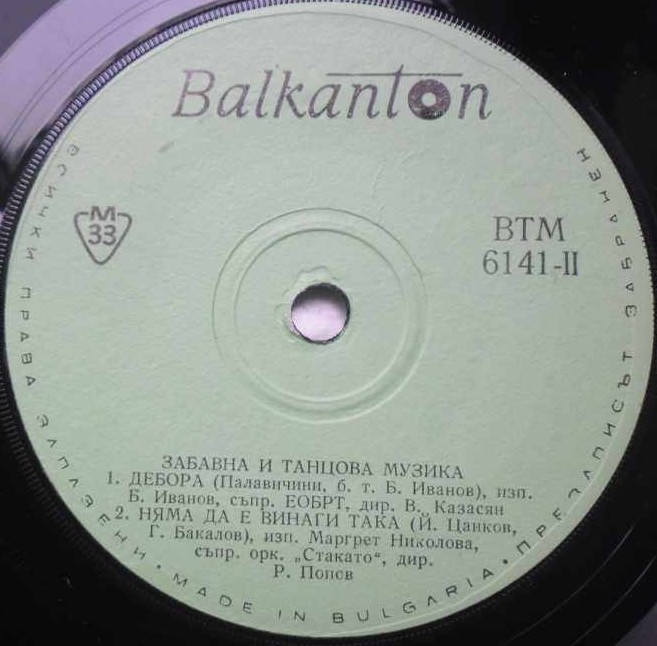 Balkanton
M
33
ВТМ
6141-II
ЗАБАВНА И ТАНЦОВА МУЗИКА
1. ДЕБОРА (Палавичини, б. т. Б. Иванов), изп.
Б. Иванов, съпр. ЕОБРТ, дир. В. Казасян
2. НЯМА ДА Е ВИНАГИ ТАКА (Й. Цанков,
Г. Бакалов), изп. Маргрет Николова,
съпр. орк. „Стакато“, дир.
Р. Попов
ВСИЧКИ ПРАВА ЗАПАЗЕНИ • MADE IN BULGARIA • ПРЕЗАПИСЪТ ЗАБРАНЕН